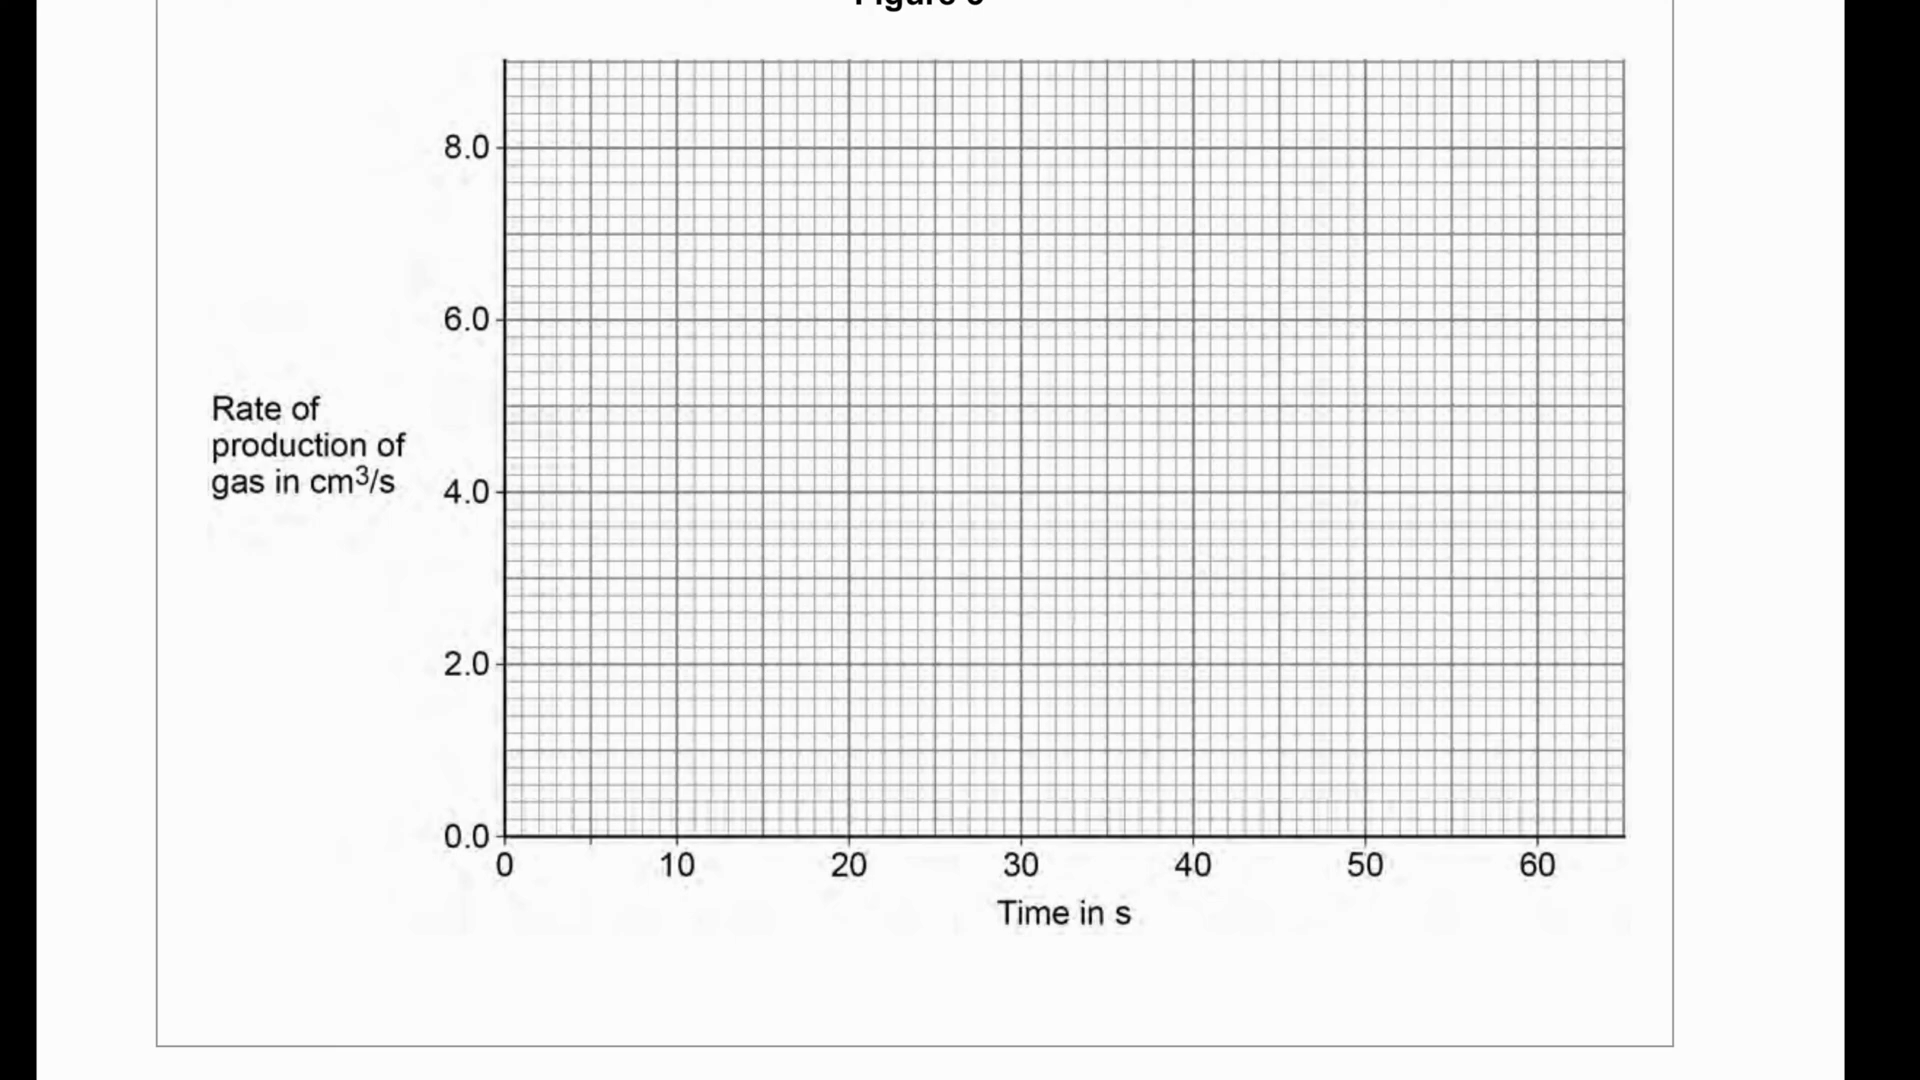 8.0
6.0
Rate of
production of
gas in cm³/s
4.0
2.0
0.0
0 10 20 30 40 50 60
Time in s